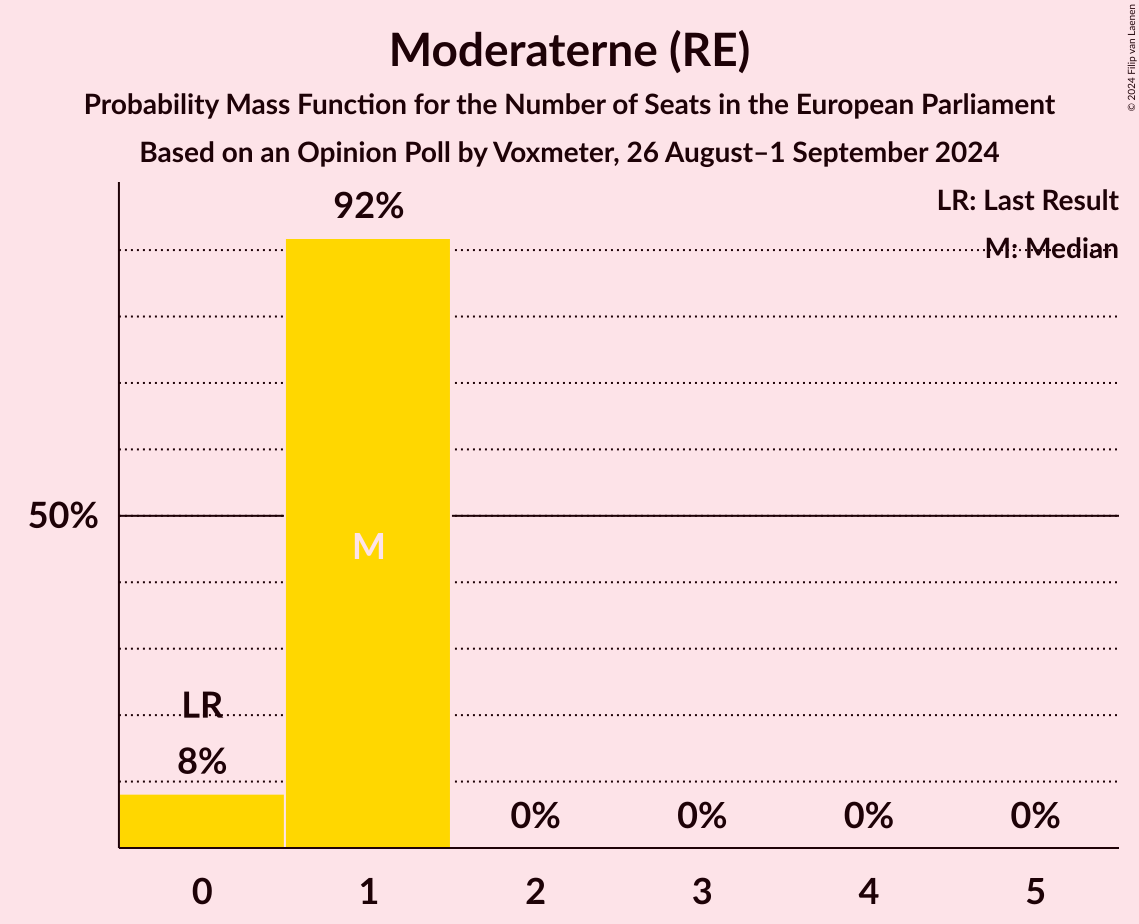 Moderaterne (RE)
Probability Mass Function for the Number of Seats in the European Parliament
Based on an Opinion Poll by Voxmeter, 26 August–1 September 2024
© 2024 Filip van Laenen
LR: Last Result
M: Median
92%
50%
M
LR
8%
0% 0% 0% 0%
0 1 2 3 4 5